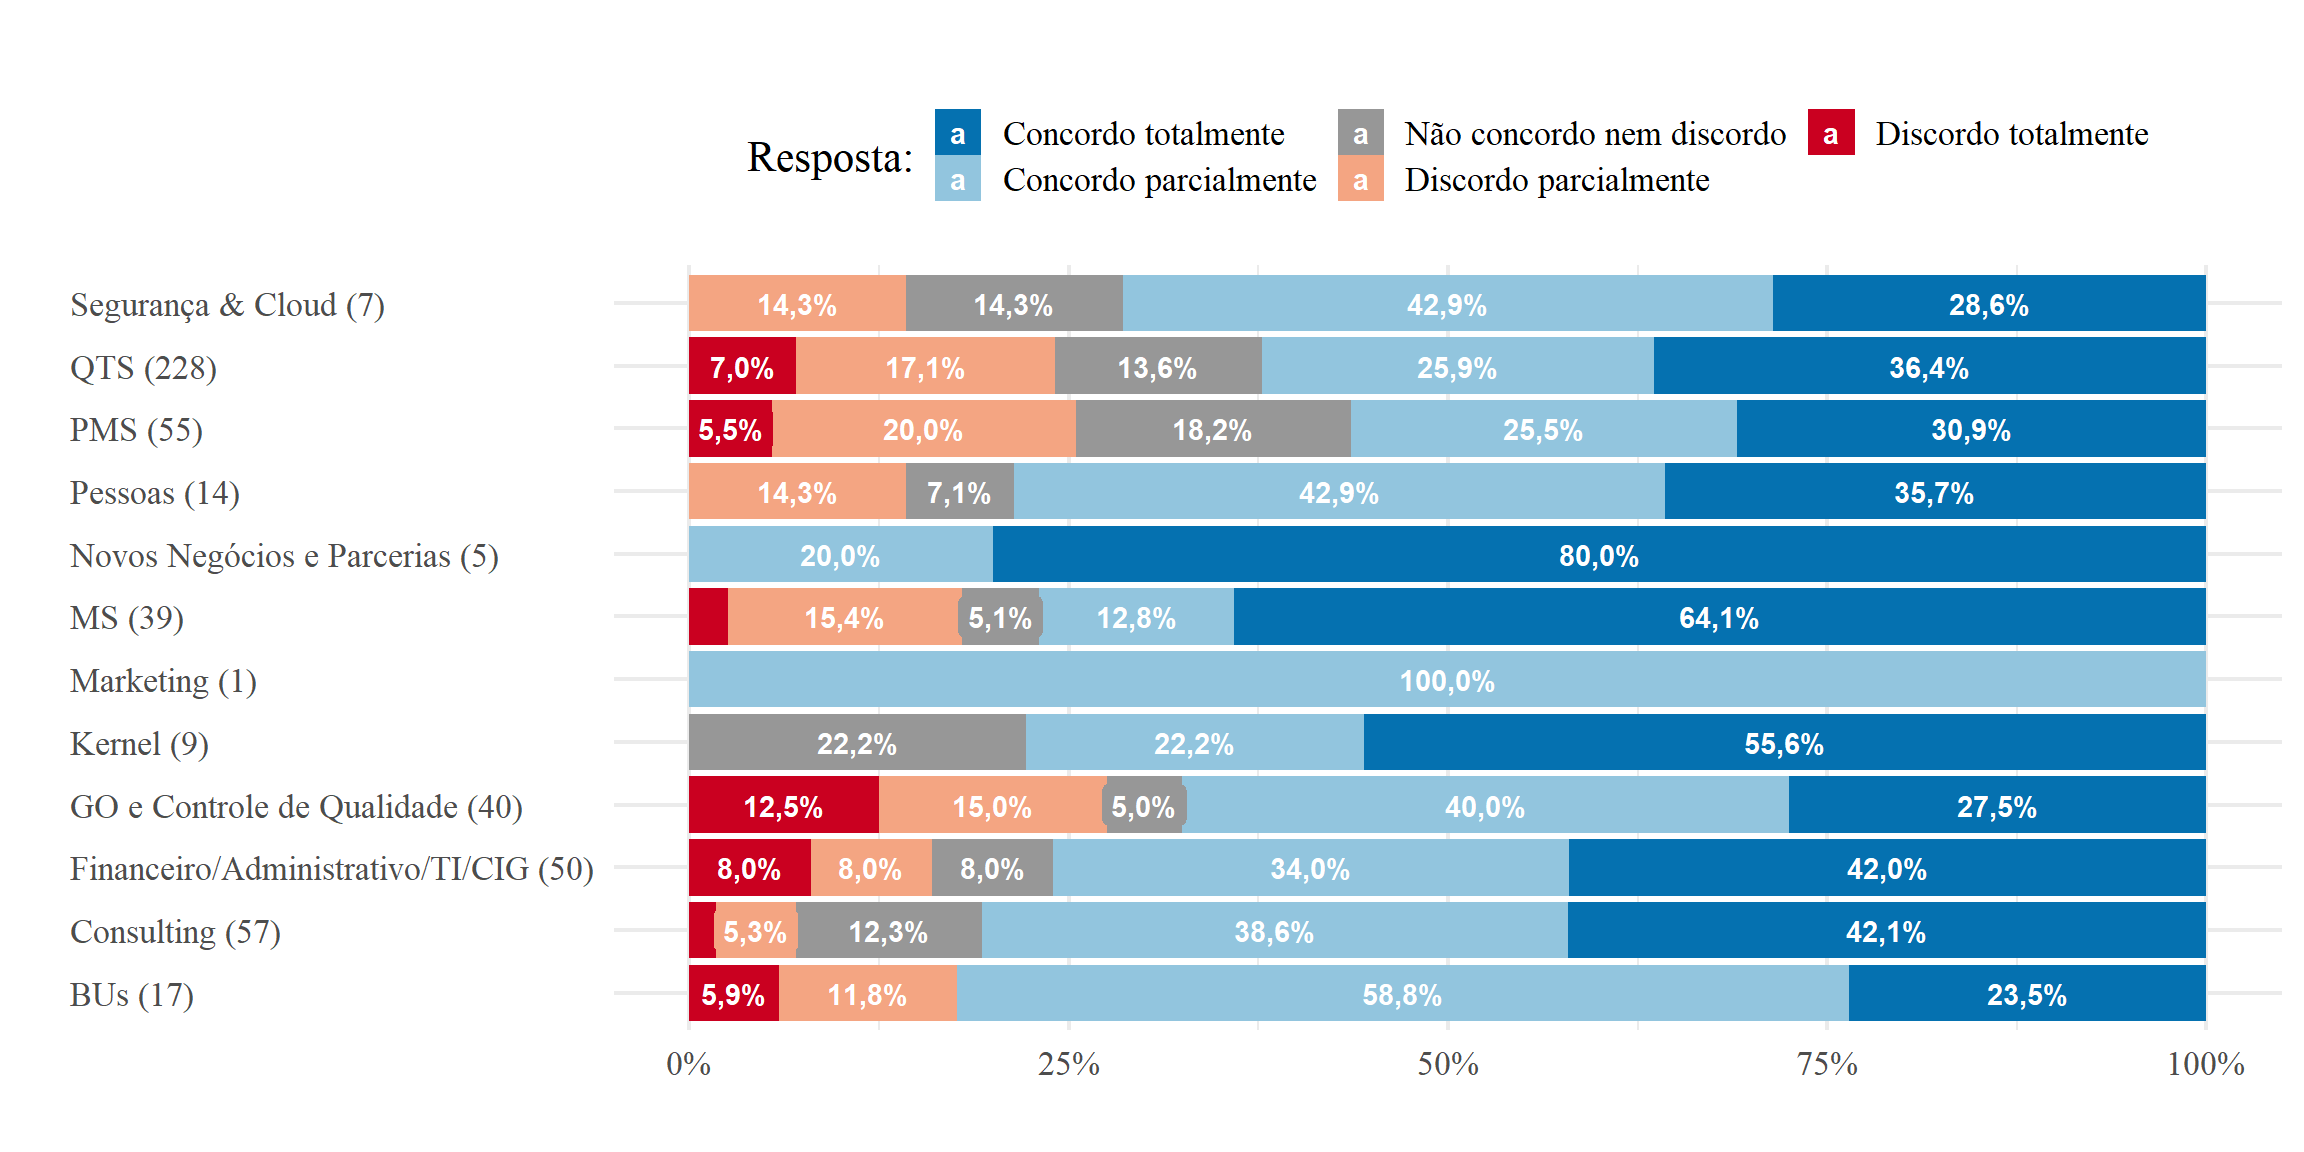 Resposta:
a Concordo totalmente a Não concordo nem discordo a Discordo totalmente
a Concordo parcialmente a Discordo parcialmente
Segurança & Cloud (7) 14,3% 14,3% 42,9% 28,6%
QTS (228) 7,0% 17,1% 13,6% 25,9% 36,4%
PMS (55) 5,5% 20,0% 18,2% 25,5% 30,9%
Pessoas (14) 14,3% 7,1% 42,9% 35,7%
Novos Negócios e Parcerias (5) 20,0% 80,0%
MS (39) 15,4% 5,1% 12,8% 64,1%
Marketing (1) 100,0%
Kernel (9) 22,2% 22,2% 55,6%
GO e Controle de Qualidade (40) 12,5% 15,0% 5,0% 40,0% 27,5%
Financeiro/Administrativo/TI/CIG (50) 8,0% 8,0% 8,0% 34,0% 42,0%
Consulting (57) 5,3% 12,3% 38,6% 42,1%
BUs (17) 5,9% 11,8% 58,8% 23,5%
0% 25% 50% 75% 100%